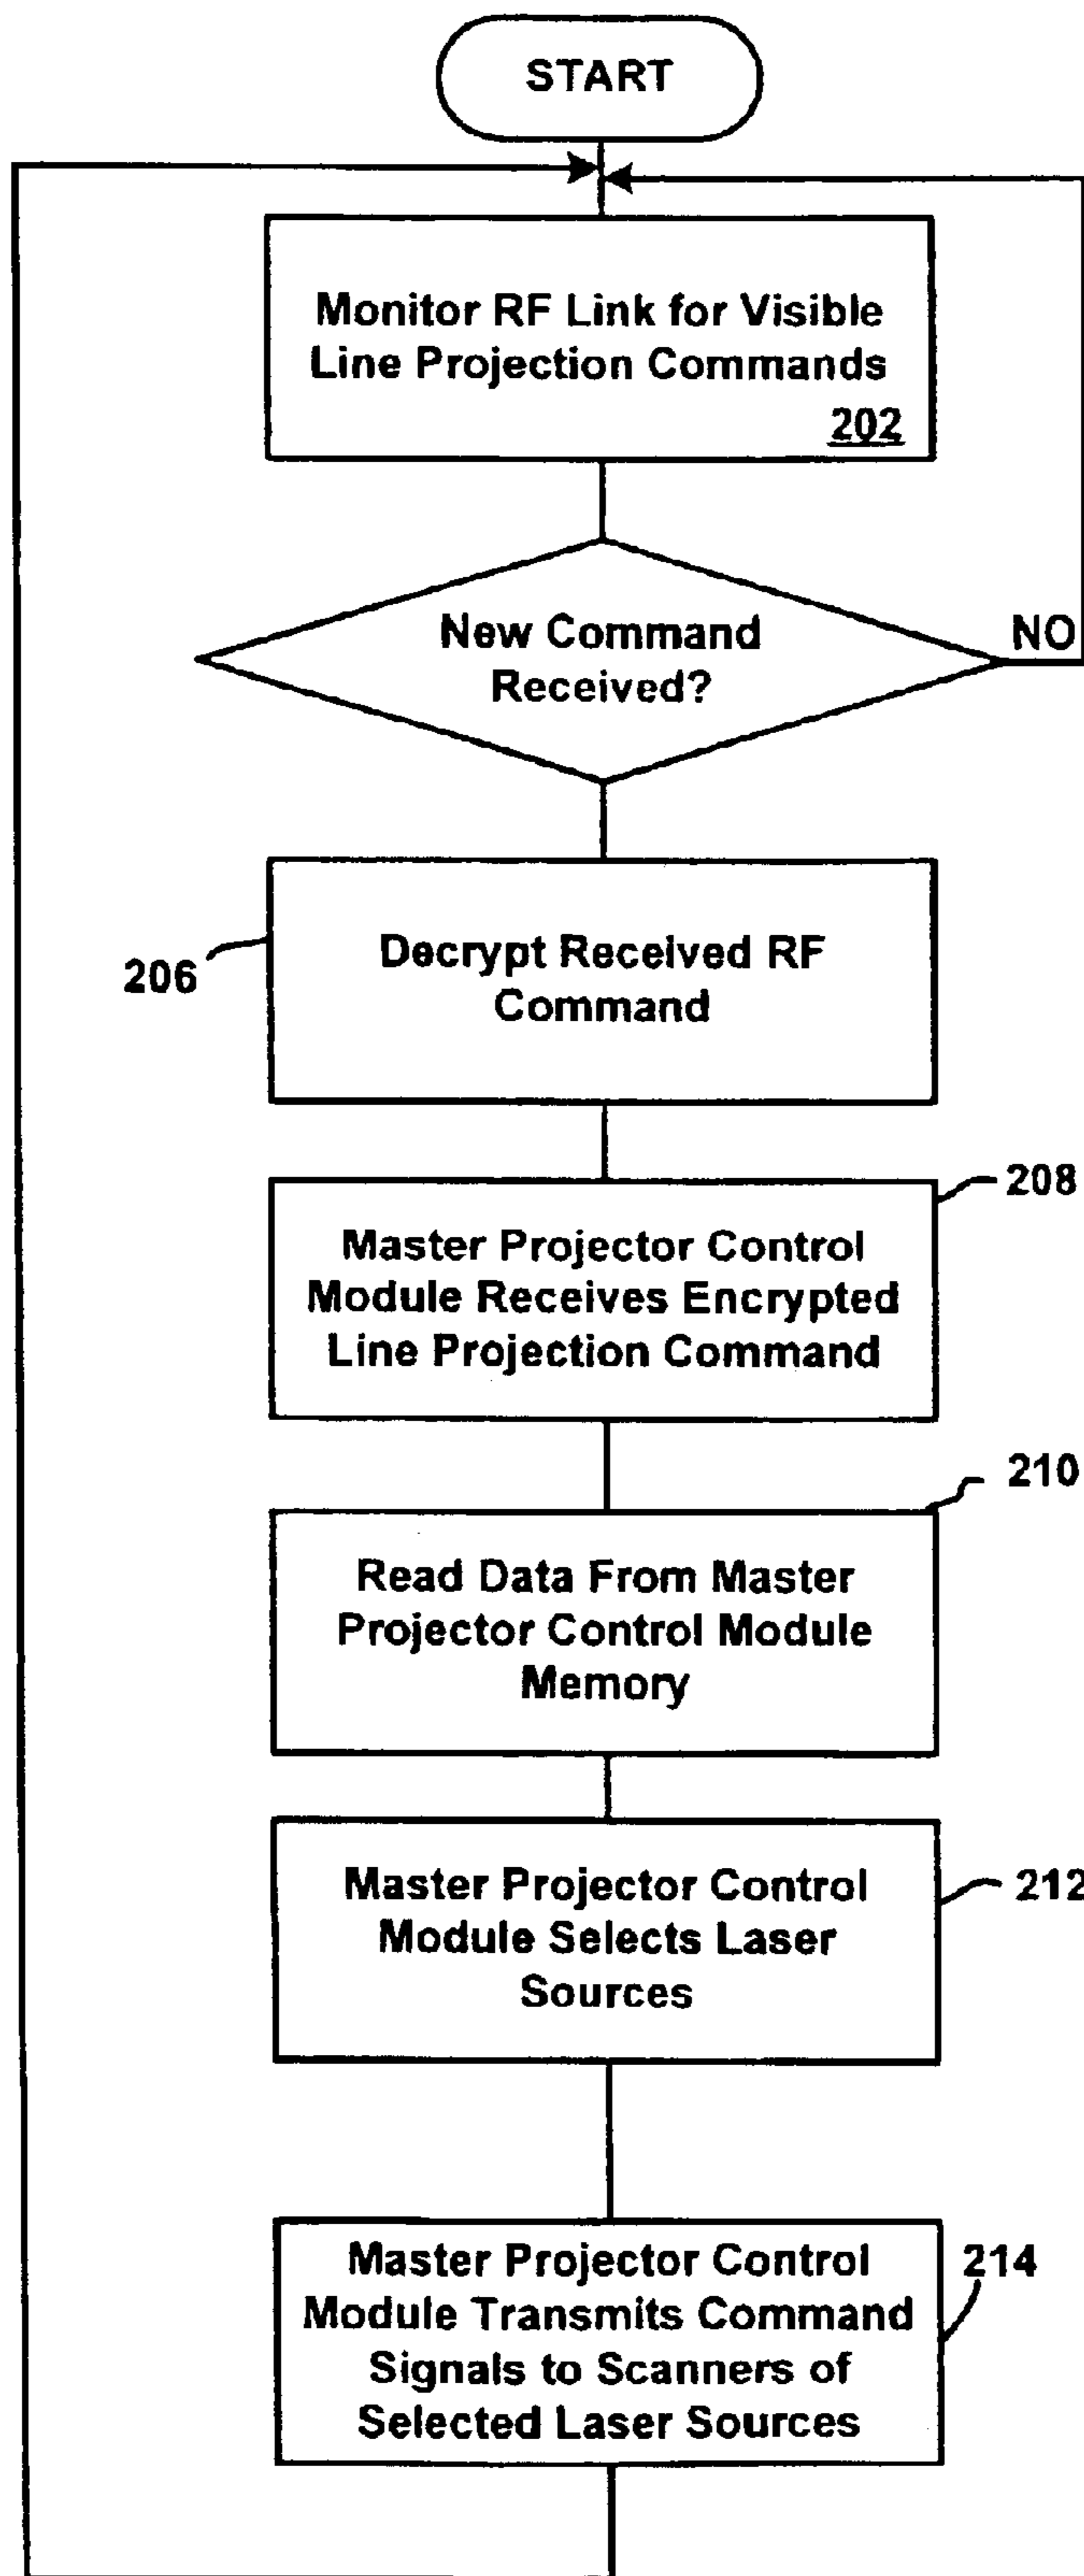 START
Monitor RF Link for Visible
Line Projection Commands
202
New Command
Received?
NO
206
Decrypt Received RF
Command
208
Master Projector Control
Module Receives Encrypted
Line Projection Command
210
Read Data From Master
Projector Control Module
Memory
212
Master Projector Control
Module Selects Laser
Sources
214
Master Projector Control
Module Transmits Command
Signals to Scanners of
Selected Laser Sources